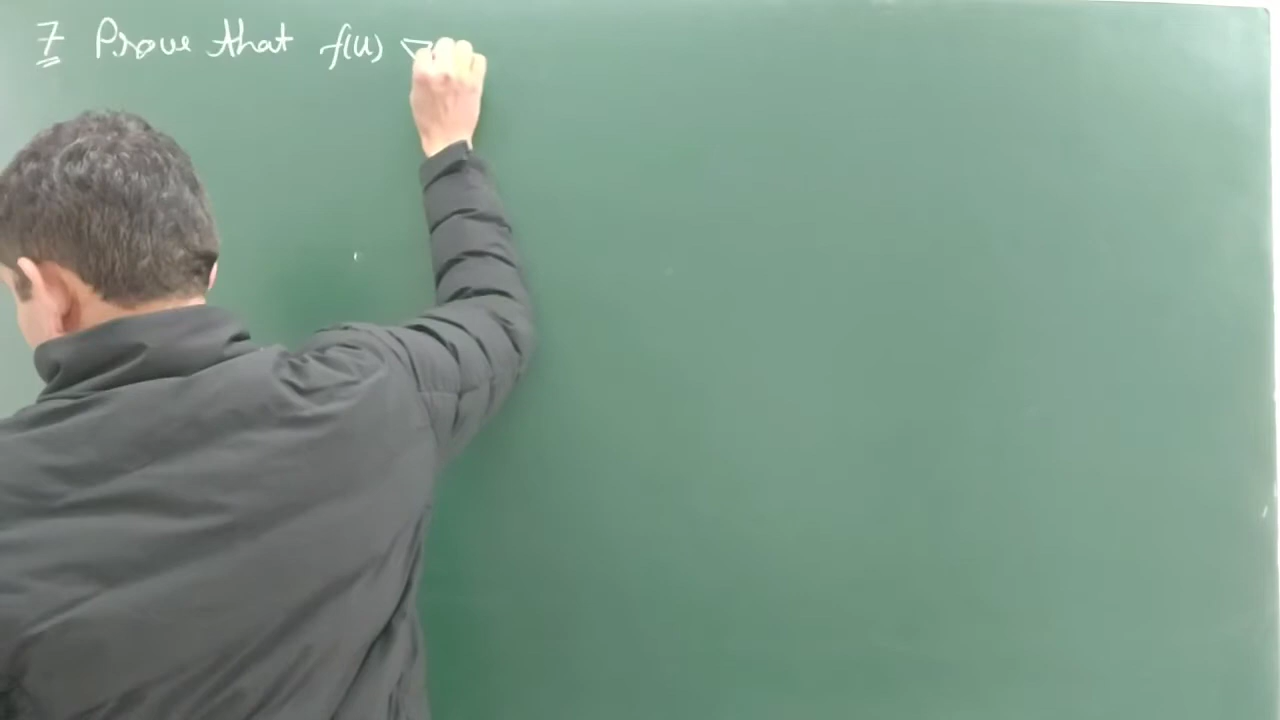 7 Prove that f(u) ∇